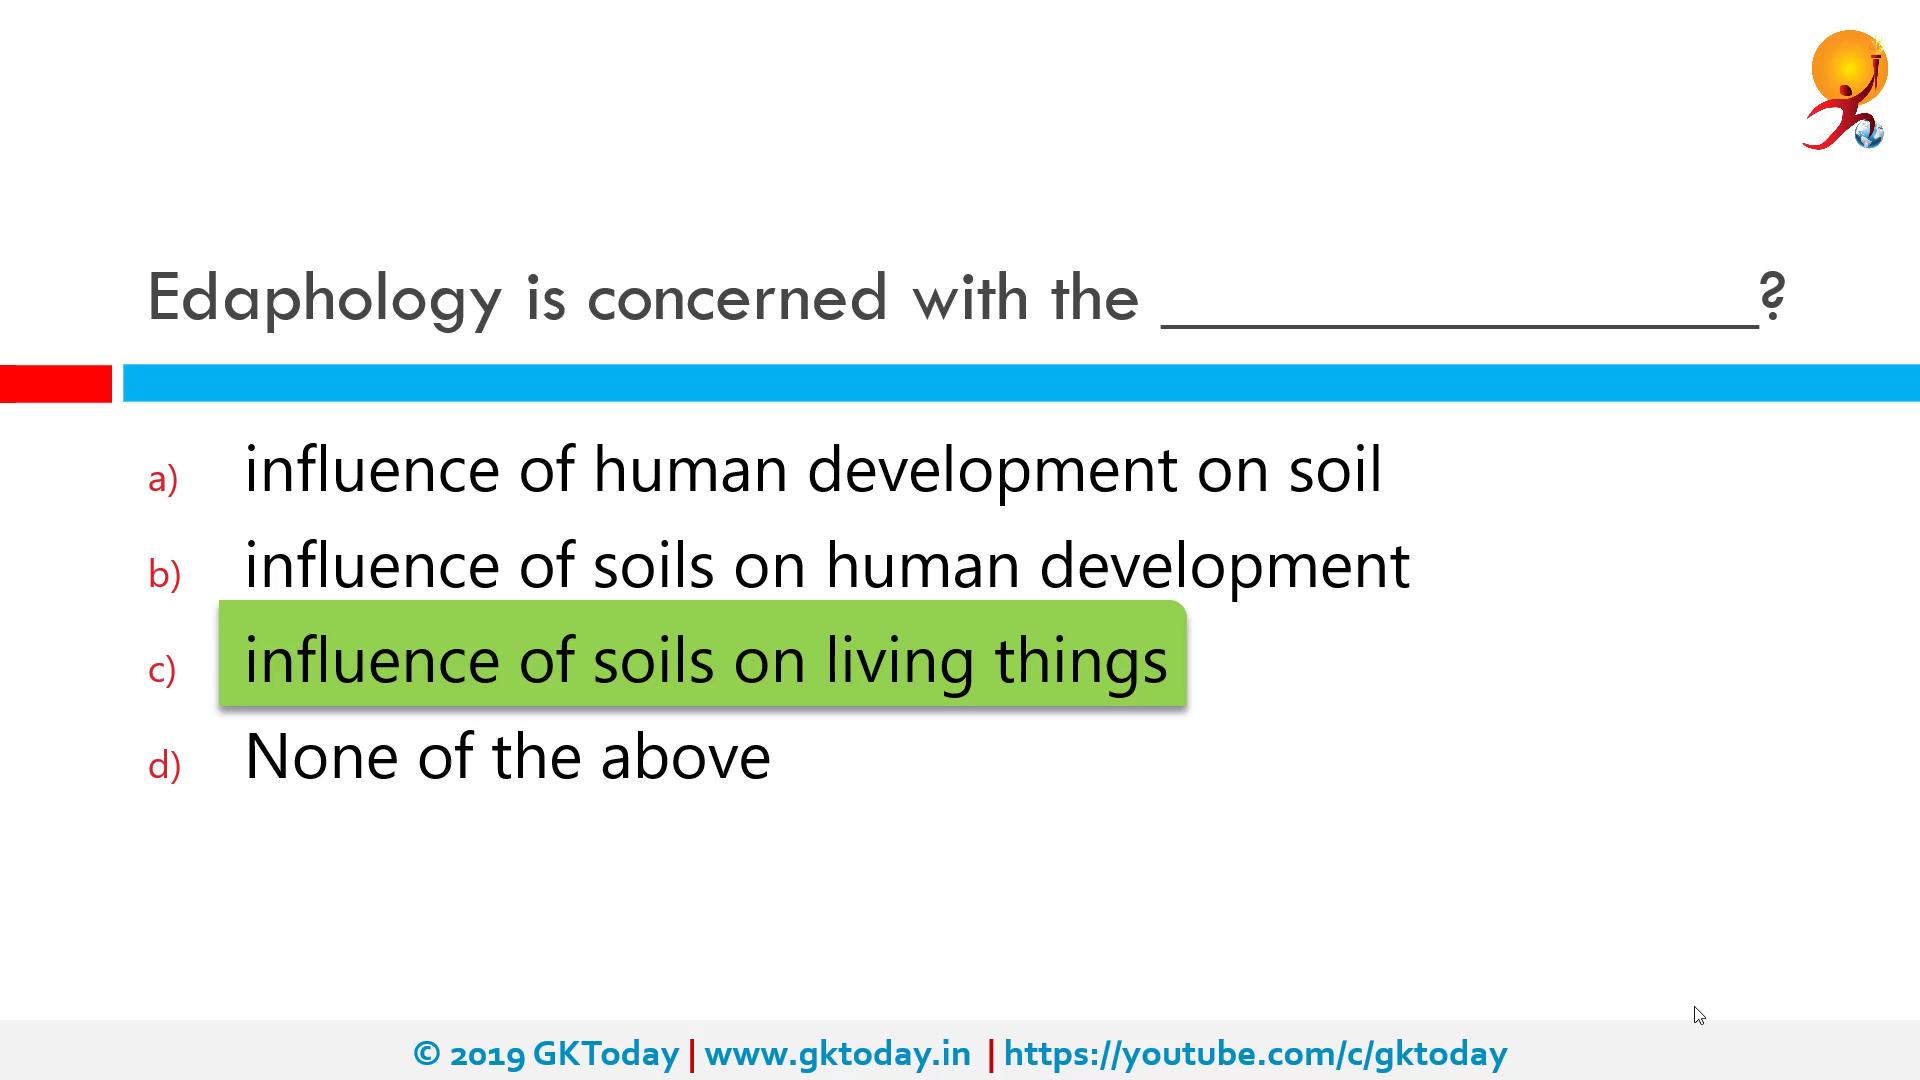 Edaphology is concerned with the __________________?
a) influence of human development on soil
b) influence of soils on human development
c) influence of soils on living things
d) None of the above
© 2019 GKToday | www.gktoday.in | https://youtube.com/c/gktoday